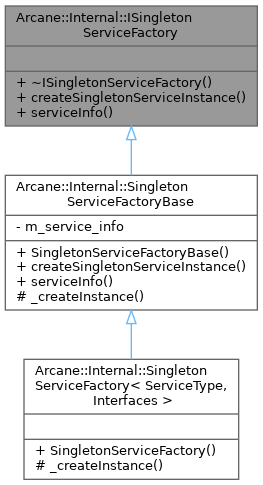 Arcane::Internal::ISingleton
ServiceFactory
+ ~ISingletonServiceFactory()
+ createSingletonServiceInstance()
+ serviceInfo()
Arcane::Internal::Singleton
ServiceFactoryBase
- m_service_info
+ SingletonServiceFactoryBase()
+ createSingletonServiceInstance()
+ serviceInfo()
# _createInstance()
Arcane::Internal::Singleton
ServiceFactory< ServiceType,
Interfaces >
+ SingletonServiceFactory()
# _createInstance()